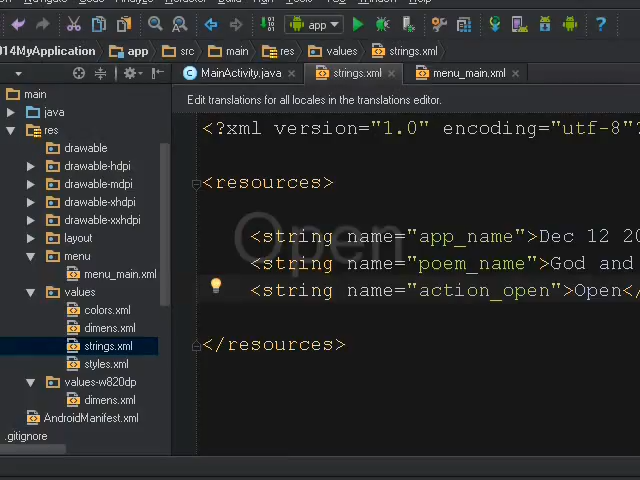 app
014MyApplication app src main res values strings.xml
MainActivity.java strings.xml menu_main.xml
Edit translations for all locales in the translations editor.
main
java
res
drawable
drawable-hdpi
drawable-mdpi
drawable-xhdpi
drawable-xxhdpi
layout
menu
menu_main.xml
values
colors.xml
dimens.xml
strings.xml
styles.xml
values-w820dp
dimens.xml
AndroidManifest.xml
.gitignore
<?xml version="1.0" encoding="utf-8"?
<resources>
<string name="app_name">Dec 12 20
<string name="poem_name">God and
<string name="action_open">Open</
</resources>
Open